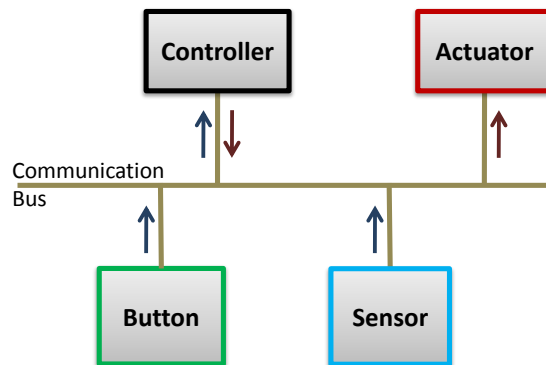 Controller
Actuator
Communication
Bus
Button
Sensor